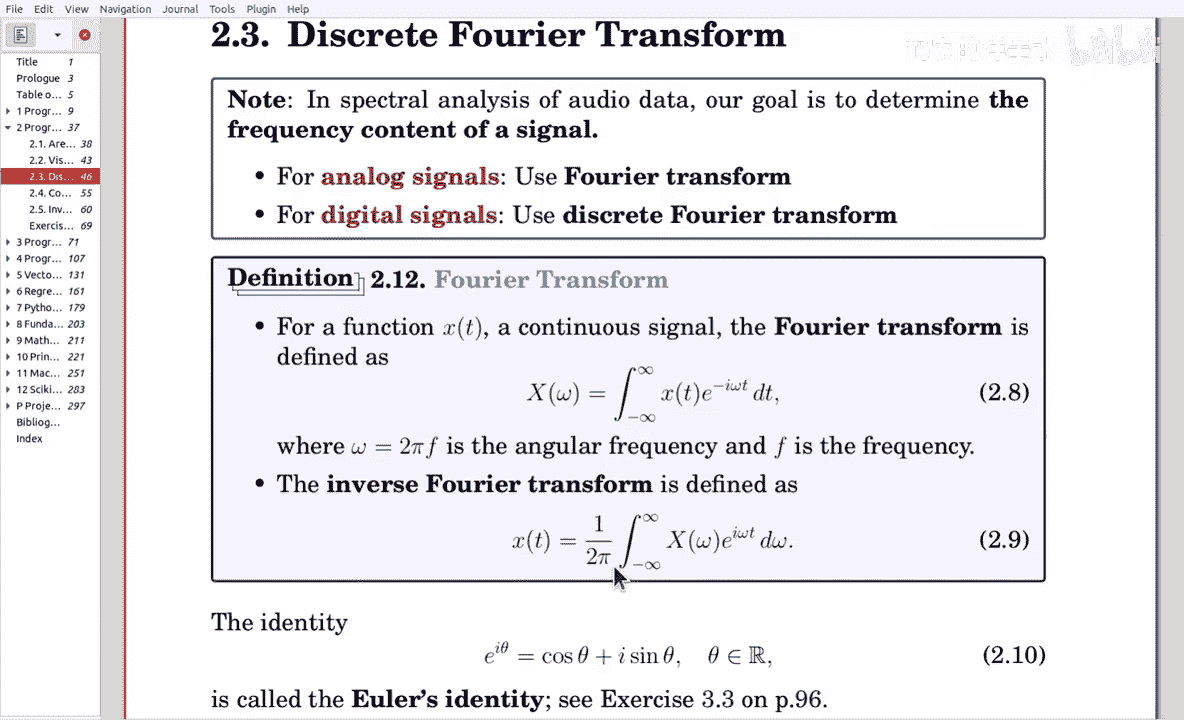 File Edit View Navigation Journal Tools Plugin Help
Title 1
Prologue 3
Table o... 5
1 Progr... 9
2 Progr... 37
2.1. Are... 38
2.2. Vis... 43
2.3. Dis... 46
2.4. Co... 55
2.5. Inv... 60
Exercis... 69
3 Progr... 71
4 Progr... 107
5 Vecto... 131
6 Regre... 161
7 Pytho... 179
8 Funda... 203
9 Math... 211
10 Prin... 221
11 Mac... 251
12 Sciki... 283
P Proje... 297
Bibliog...
Index
2.3. Discrete Fourier Transform
Note: In spectral analysis of audio data, our goal is to determine the
frequency content of a signal.
• For analog signals: Use Fourier transform
• For digital signals: Use discrete Fourier transform
Definition 2.12. Fourier Transform
• For a function x(t), a continuous signal, the Fourier transform is
defined as
X(ω) = ∫_{−∞}^{∞} x(t)e^{−iωt} dt, (2.8)
where ω = 2πf is the angular frequency and f is the frequency.
• The inverse Fourier transform is defined as
x(t) = \frac{1}{2π} ∫_{−∞}^{∞} X(ω)e^{iωt} dω. (2.9)
The identity
e^{iθ} = cos θ + i sin θ, θ ∈ ℝ, (2.10)
is called the Euler's identity; see Exercise 3.3 on p.96.